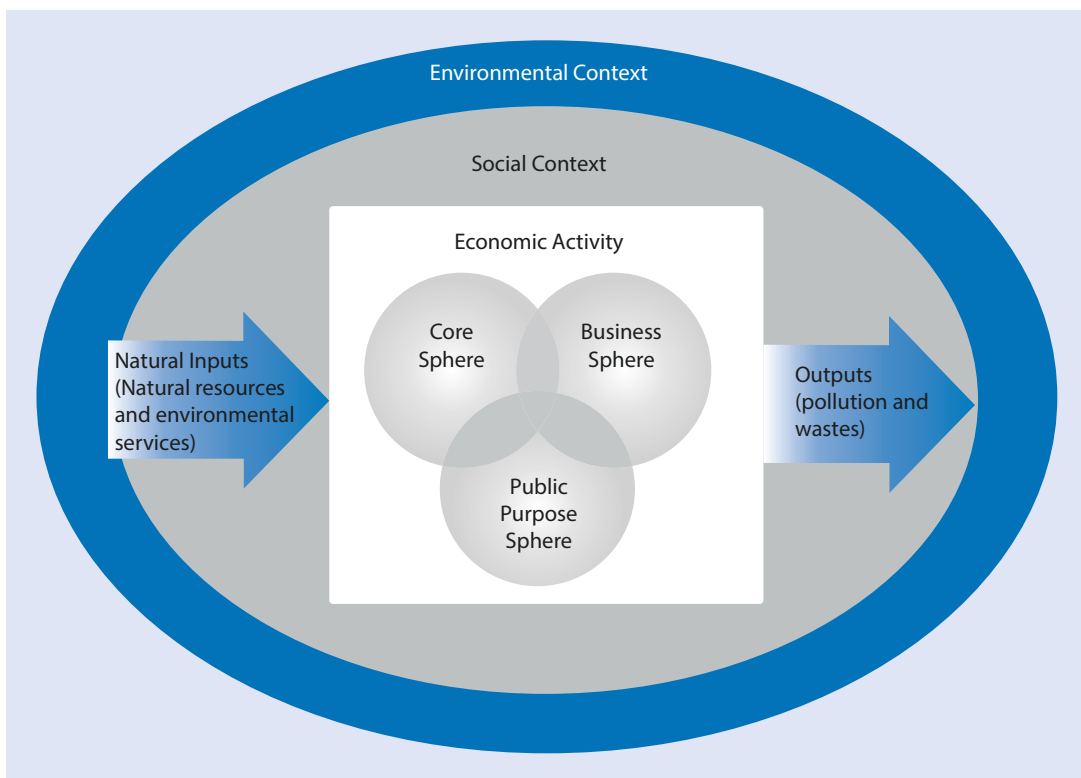 Environmental Context
Social Context
Economic Activity
Core
Sphere
Business
Sphere
Natural Inputs
(Natural resources
and environmental
services)
Outputs
(pollution and
wastes)
Public
Purpose
Sphere